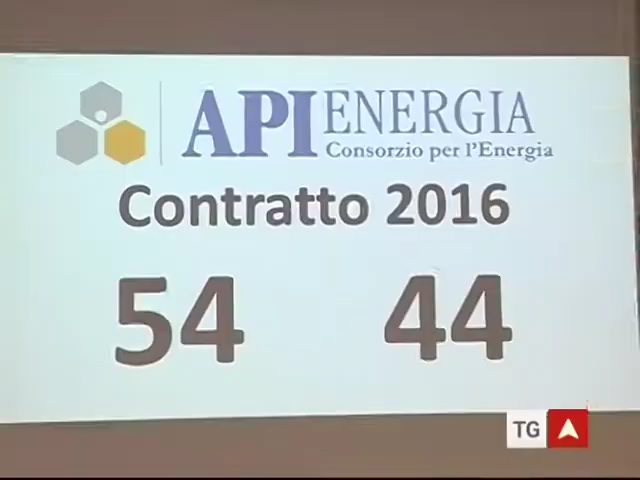 API ENERGIA
Consorzio per l'Energia
Contratto 2016
54 44
TG